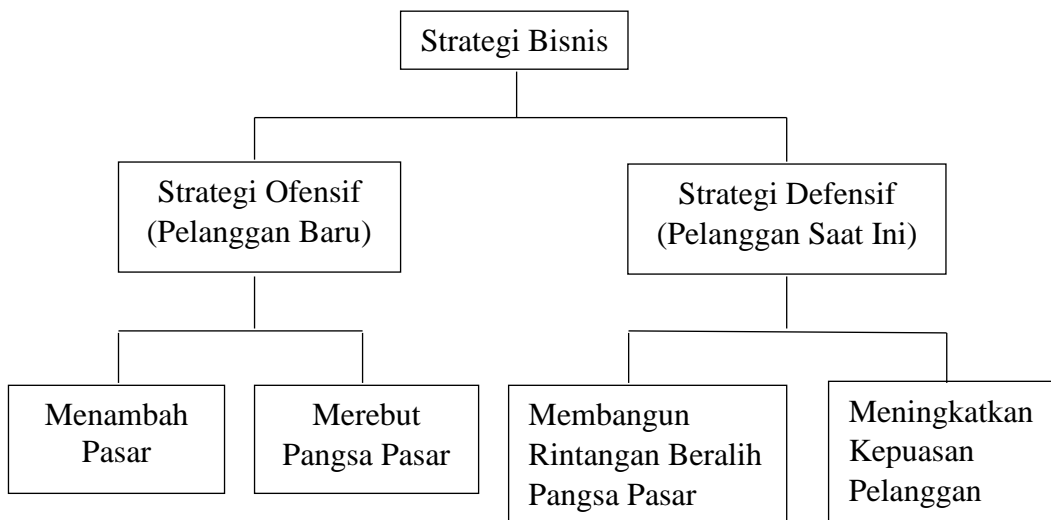 Strategi Bisnis
Strategi Ofensif
(Pelanggan Baru)
Strategi Defensif
(Pelanggan Saat Ini)
Menambah
Pasar
Merebut
Pangsa Pasar
Membangun
Rintangan Beralih
Pangsa Pasar
Meningkatkan
Kepuasan
Pelanggan